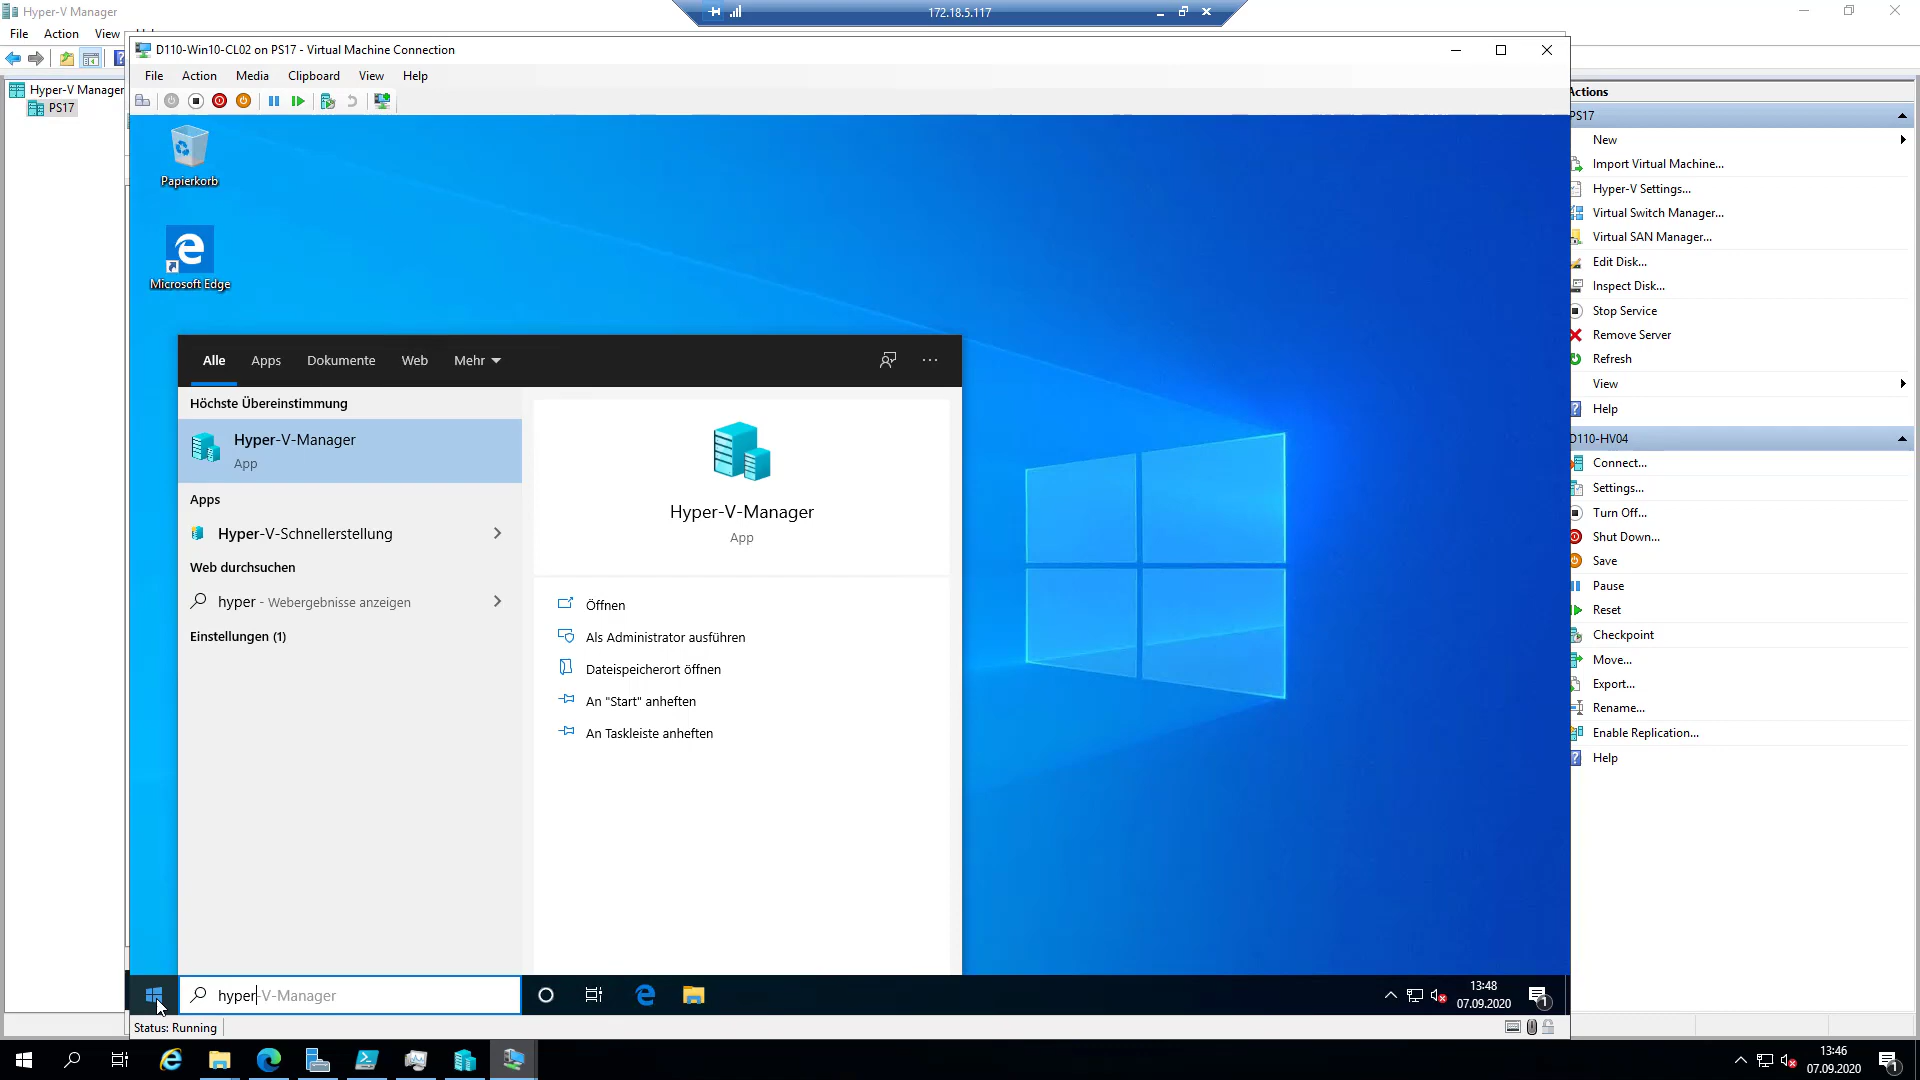 Hyper-V Manager
172.18.5.117
File Action View
D110-Win10-CL02 on PS17 - Virtual Machine Connection
File Action Media Clipboard View Help
Hyper-V Manager
PS17
Papierkorb
Microsoft Edge
Alle Apps Dokumente Web Mehr
Höchste Übereinstimmung
Hyper-V-Manager
App
Apps
Hyper-V-Schnellerstellung
Web durchsuchen
hyper - Webergebnisse anzeigen
Einstellungen (1)
Hyper-V-Manager
App
Öffnen
Als Administrator ausführen
Dateispeicherort öffnen
An "Start" anheften
An Taskleiste anheften
hyper-V-Manager
13:48
07.09.2020
1
Status: Running
Actions
PS17
New
Import Virtual Machine...
Hyper-V Settings...
Virtual Switch Manager...
Virtual SAN Manager...
Edit Disk...
Inspect Disk...
Stop Service
Remove Server
Refresh
View
Help
D110-HV04
Connect...
Settings...
Turn Off...
Shut Down...
Save
Pause
Reset
Checkpoint
Move...
Export...
Rename...
Enable Replication...
Help
13:46
07.09.2020
1